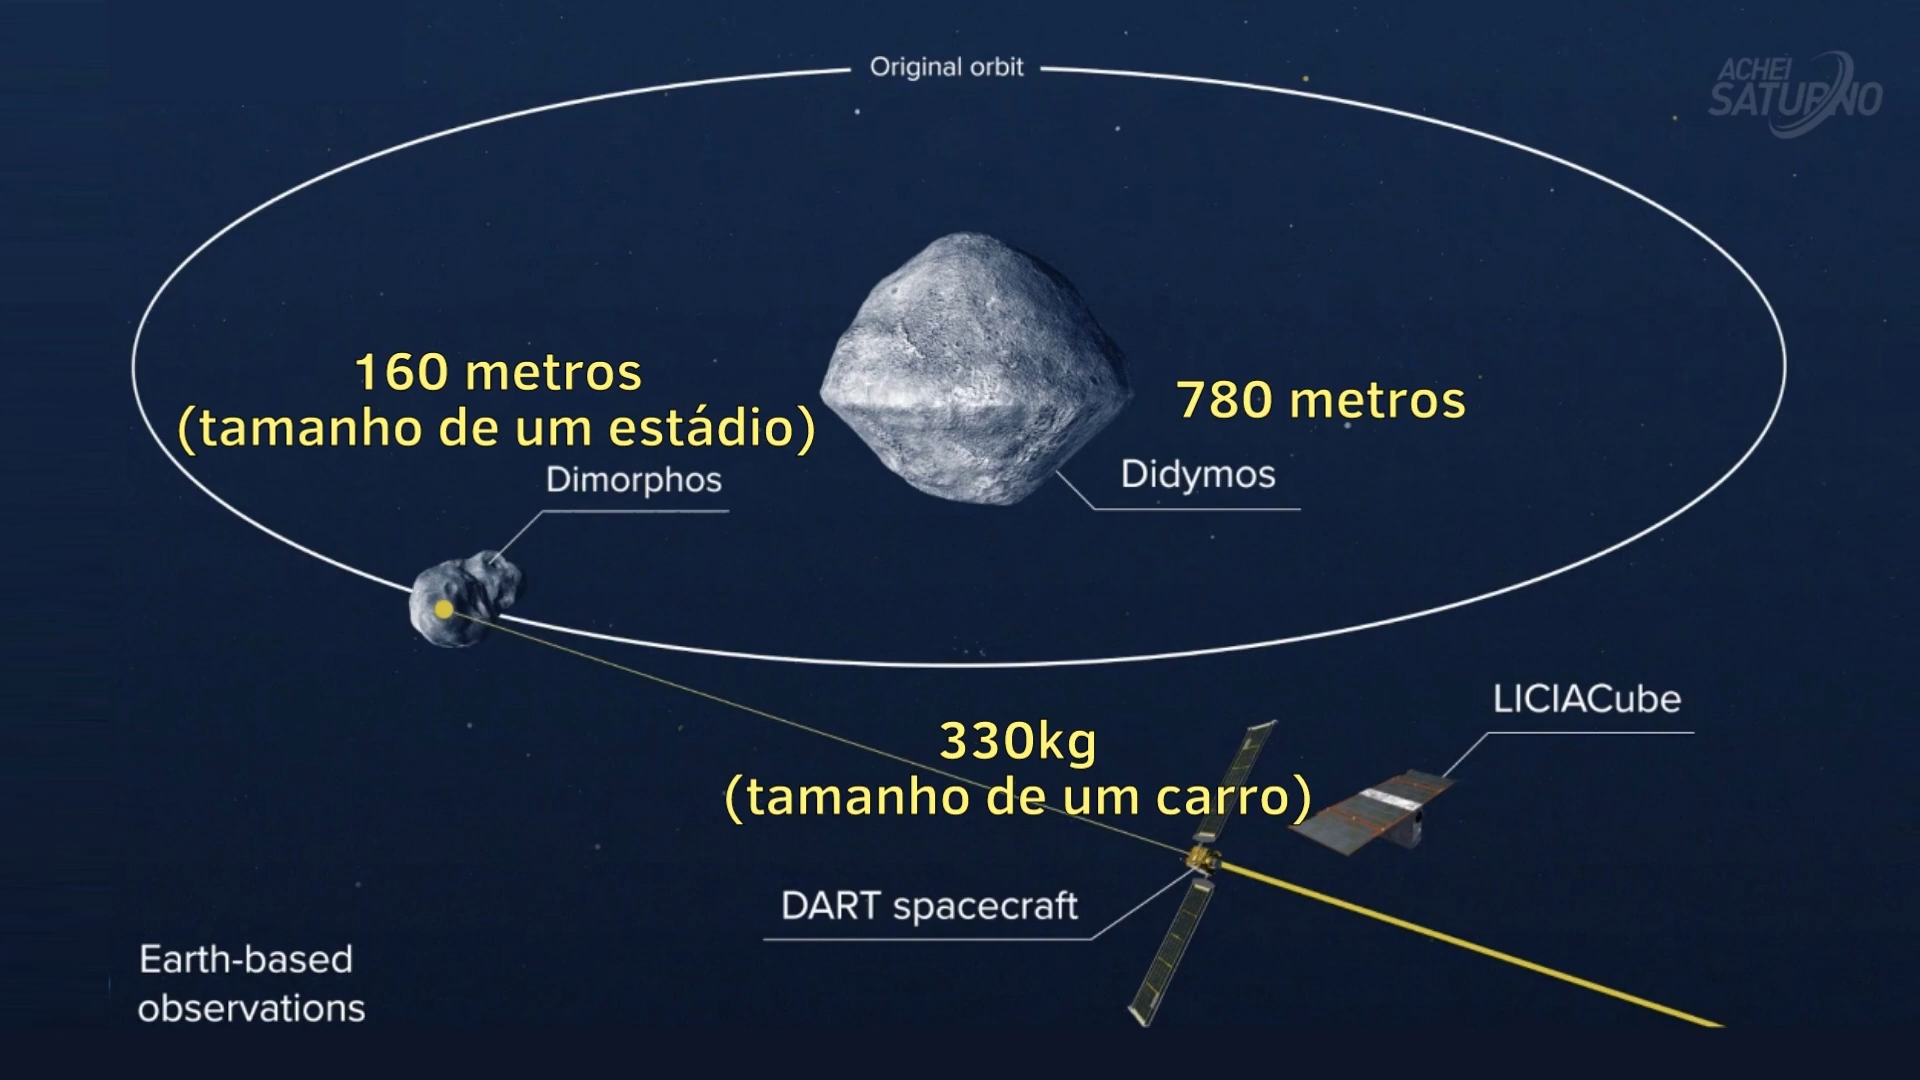 Original orbit
ACHEI
SATURNO
160 metros
(tamanho de um estádio)
Dimorphos
780 metros
Didymos
LICIACube
330kg
(tamanho de um carro)
DART spacecraft
Earth-based
observations